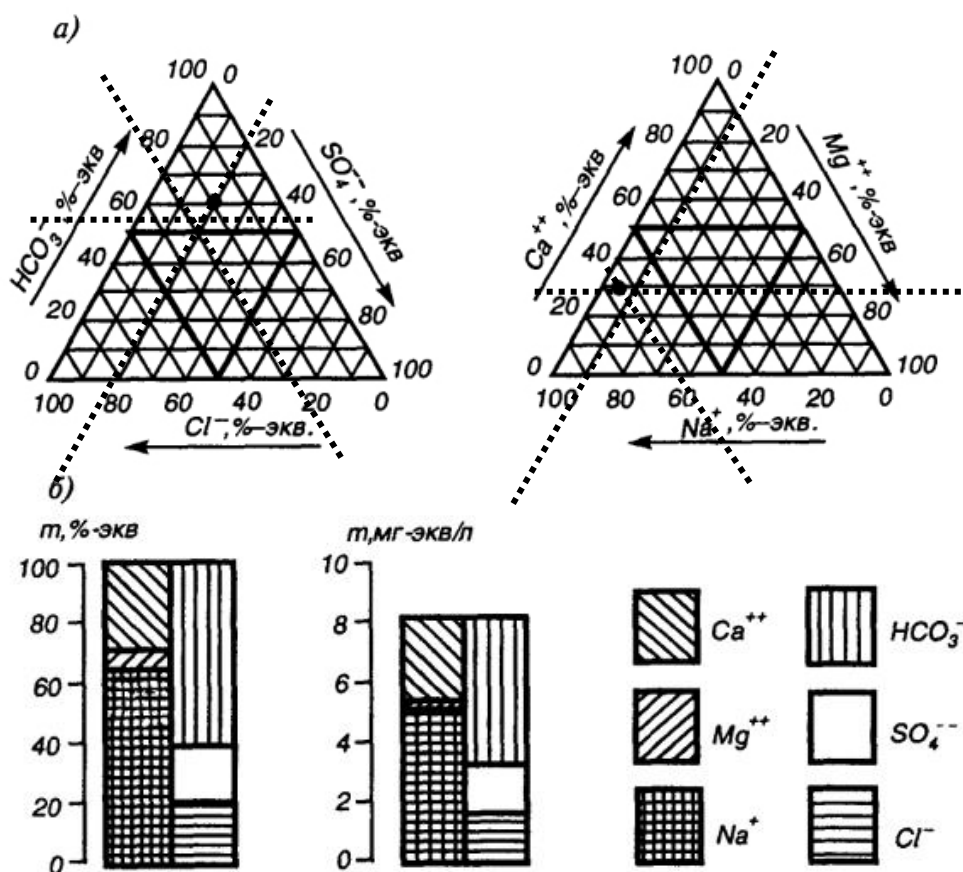 а)
100 0
80 20
60 40
40 60
20 80
0 100
100 80 60 40 20 0
HCO₃⁻, %-экв
SO₄⁻⁻, %-экв
Cl⁻, %-экв.
100 0
80 20
60 40
40 60
20 80
0 100
100 80 60 40 20 0
Ca⁺⁺, %-экв
Mg⁺⁺, %-экв
Na⁺, %-экв.
б)
m, %-экв
100
80
60
40
20
0
m, мг-экв/л
10
8
6
4
2
0
Ca⁺⁺
HCO₃⁻
Mg⁺⁺
SO₄⁻⁻
Na⁺
Cl⁻